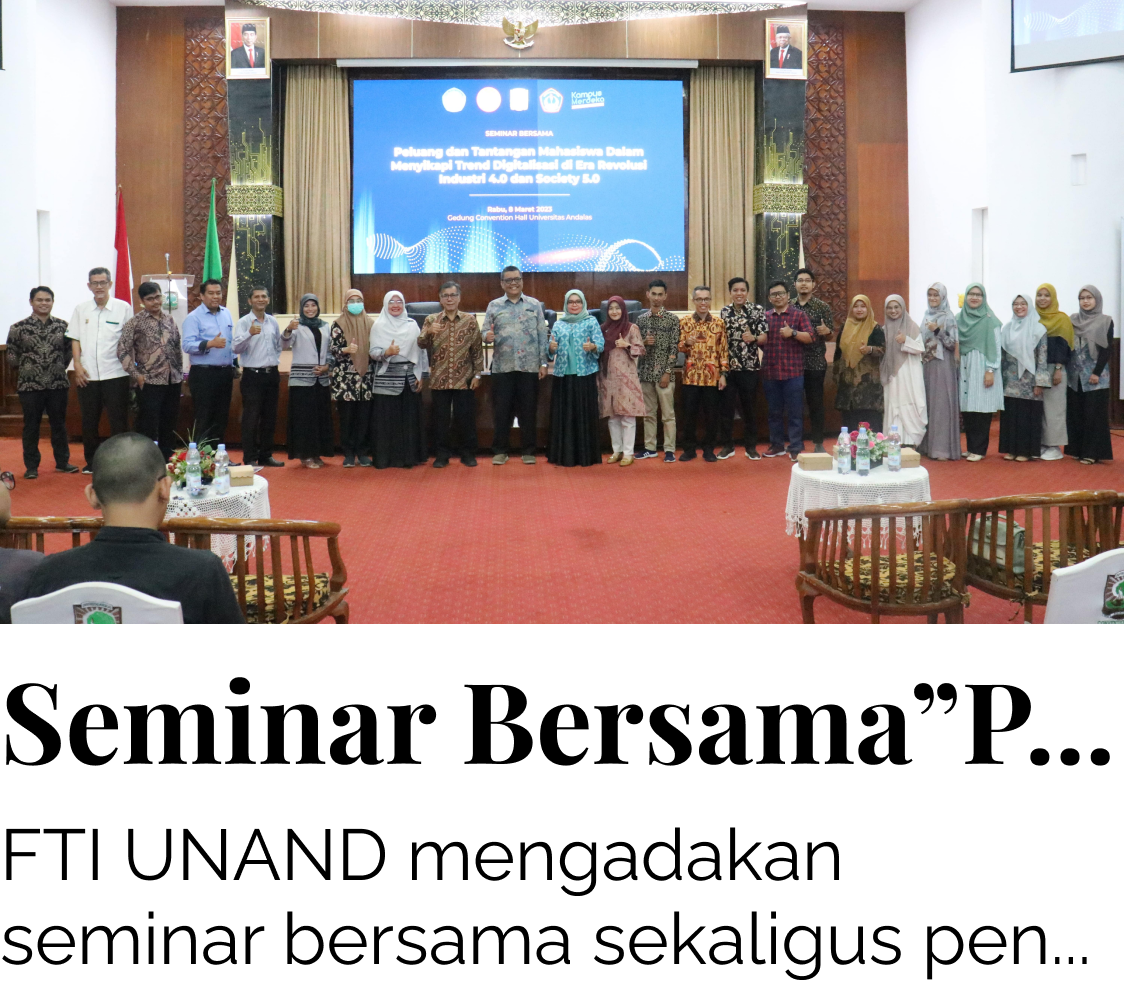 Kampus
Merdeka
SEMINAR BERSAMA
Peluang dan Tantangan Mahasiswa Dalam
Menyikapi Trend Digitalisasi di Era Revolusi
Industri 4.0 dan Society 5.0
Rabu, 8 Maret 2023
Gedung Convention Hall Universitas Andalas
Seminar Bersama”P...
FTI UNAND mengadakan
seminar bersama sekaligus pen...